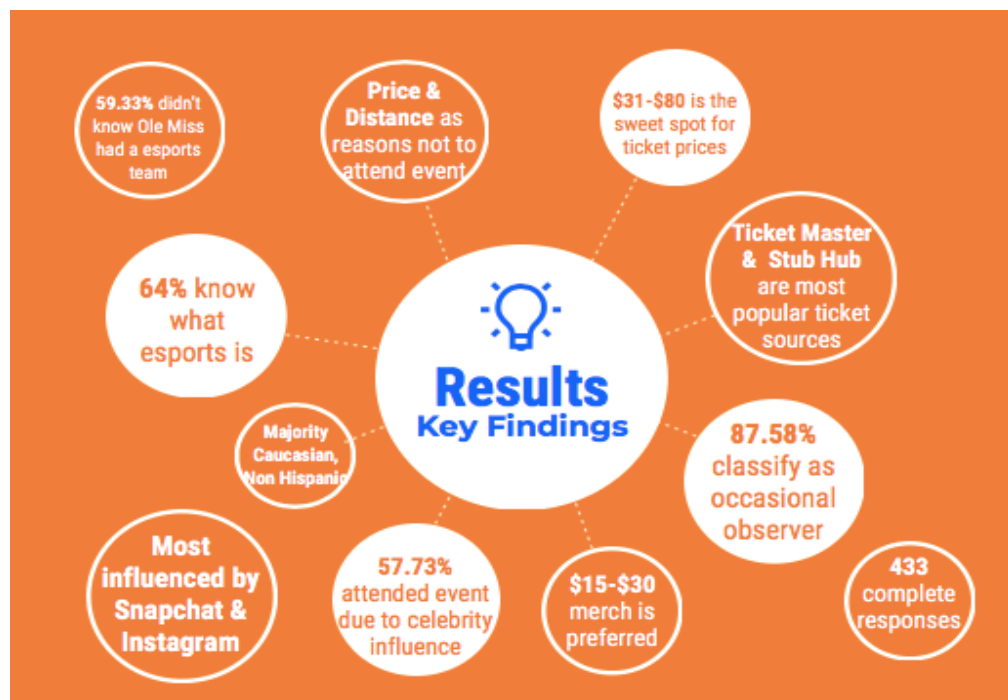 59.33% didn't
know Ole Miss
had a esports
team
Price &
Distance as
reasons not to
attend event
$31-$80 is the
sweet spot for
ticket prices
Ticket Master
& Stub Hub
are most
popular ticket
sources
64% know
what
esports is
Results
Key Findings
Majority
Caucasian,
Non Hispanic
87.58%
classify as
occasional
observer
Most
influenced by
Snapchat &
Instagram
57.73%
attended event
due to celebrity
influence
$15-$30
merch is
preferred
433
complete
responses